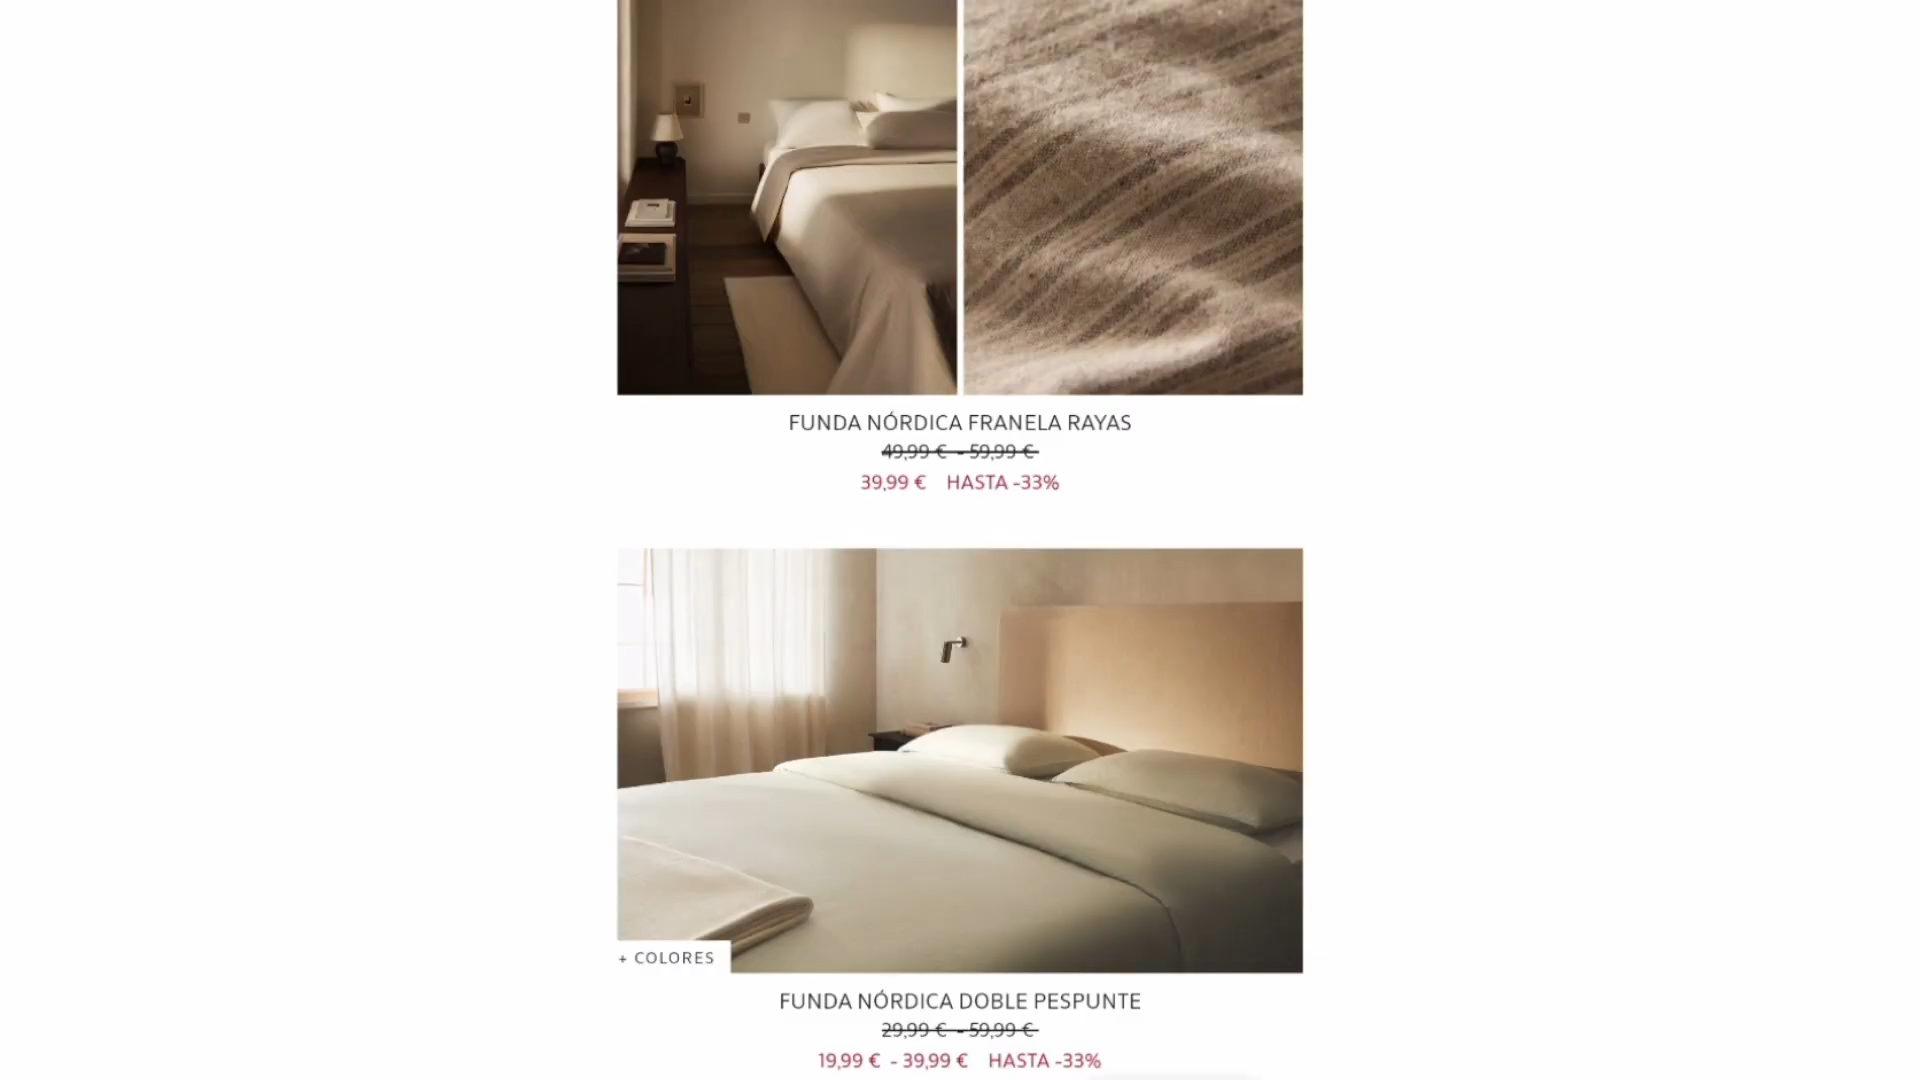 FUNDA NÓRDICA FRANELA RAYAS
49,99 € - 59,99 €
39,99 € HASTA -33%
+ COLORES
FUNDA NÓRDICA DOBLE PESPUNTE
29,99 € - 59,99 €
19,99 € - 39,99 € HASTA -33%